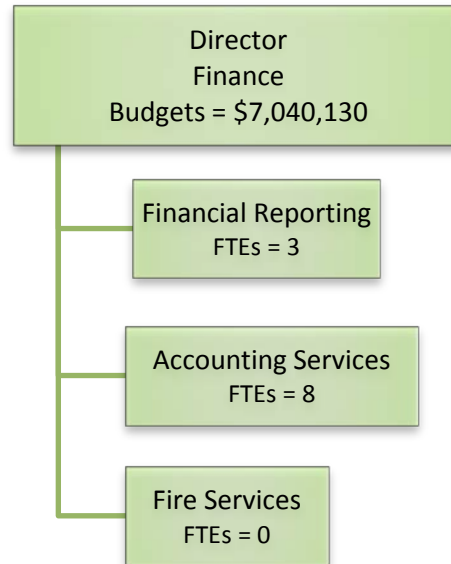 Director
Finance
Budgets = $7,040,130
Financial Reporting
FTEs = 3
Accounting Services
FTEs = 8
Fire Services
FTEs = 0